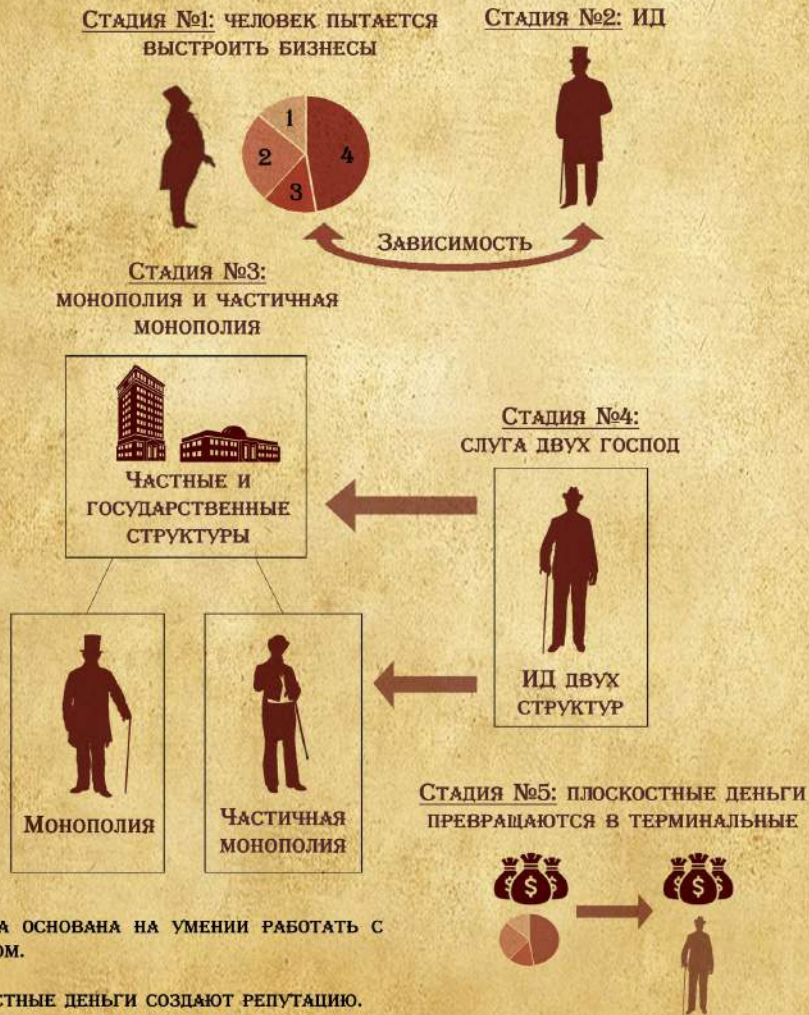 Стадия №1: человек пытается
выстроить бизнесы
Стадия №2: ИД
1
2
3
4
Зависимость
Стадия №3:
монополия и частичная
монополия
Частные и
государственные
структуры
Стадия №4:
слуга двух господ
ИД двух
структур
Монополия
Частичная
монополия
Стадия №5: плоскостные деньги
превращаются в терминальные
$
$
основана на умении работать с
деньги создают репутацию.